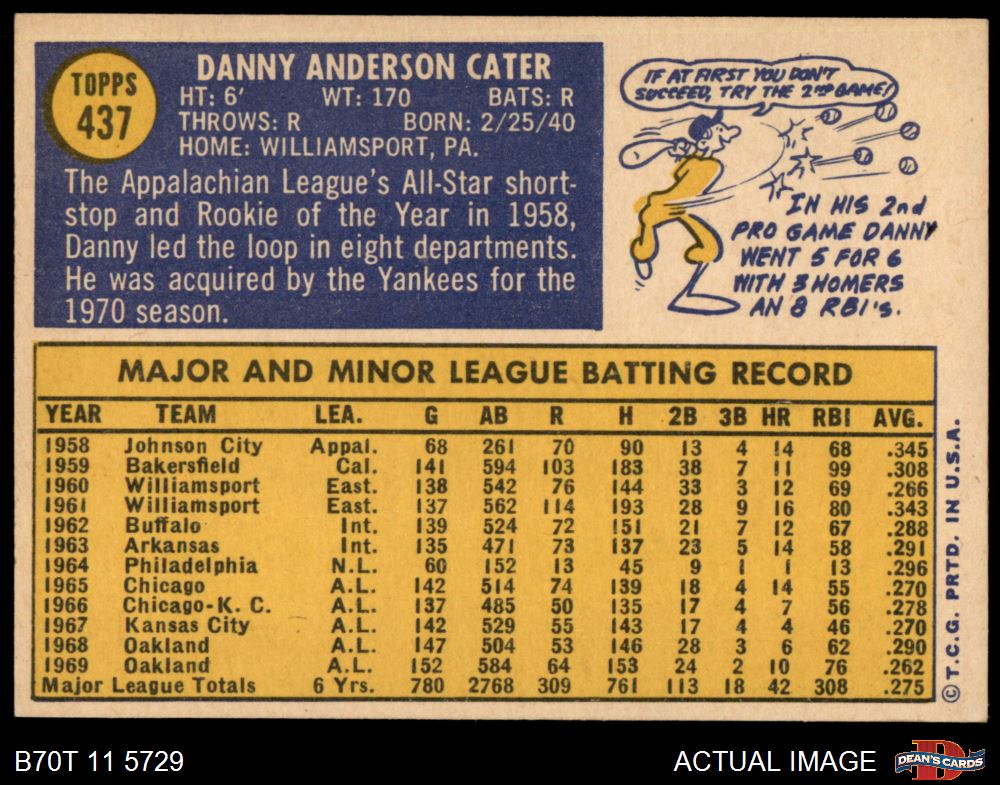 TOPPS
437
DANNY ANDERSON CATER
HT: 6' WT: 170 BATS: R
THROWS: R BORN: 2/25/40
HOME: WILLIAMSPORT, PA.
The Appalachian League's All-Star short-
stop and Rookie of the Year in 1958,
Danny led the loop in eight departments.
He was acquired by the Yankees for the
1970 season.
IF AT FIRST YOU DON'T
SUCCEED, TRY THE 2ND GAME!
IN HIS 2nd
PRO GAME DANNY
WENT 5 FOR 6
WITH 3 HOMERS
AN 8 RBI's.
MAJOR AND MINOR LEAGUE BATTING RECORD
YEAR TEAM LEA. G AB R H 2B 3B HR RBI AVG.
1958 Johnson City Appal. 68 261 70 90 13 4 14 68 .345
1959 Bakersfield Cal. 141 594 103 183 38 7 11 99 .308
1960 Williamsport East. 138 542 76 144 33 3 12 69 .266
1961 Williamsport East. 137 562 114 193 28 9 16 80 .343
1962 Buffalo Int. 139 524 72 151 21 7 12 67 .288
1963 Arkansas Int. 135 471 73 137 23 5 14 58 .291
1964 Philadelphia N.L. 60 152 13 45 9 1 1 13 .296
1965 Chicago A.L. 142 514 74 139 18 4 14 55 .270
1966 Chicago-K. C. A.L. 137 485 50 135 17 4 7 56 .278
1967 Kansas City A.L. 142 529 55 143 17 4 4 46 .270
1968 Oakland A.L. 147 504 53 146 28 3 6 62 .290
1969 Oakland A.L. 152 584 64 153 24 2 10 76 .262
Major League Totals 6 Yrs. 780 2768 309 761 113 18 42 308 .275
© T.C.G. PRTD. IN U.S.A.
B70T 11 5729
ACTUAL IMAGE
DEAN'S CARDS